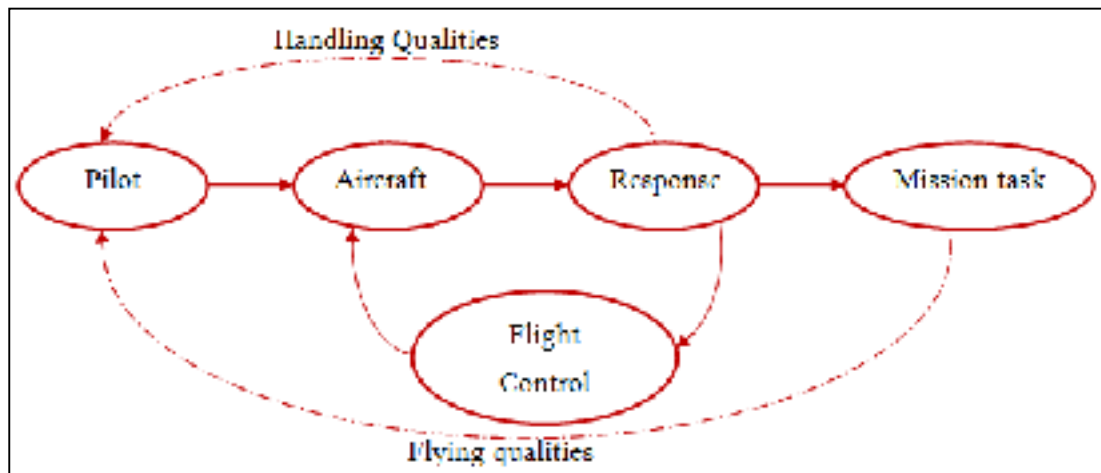 Handling Qualities
Pilot
Aircraft
Response
Mission task
Flight
Control
Flying qualities